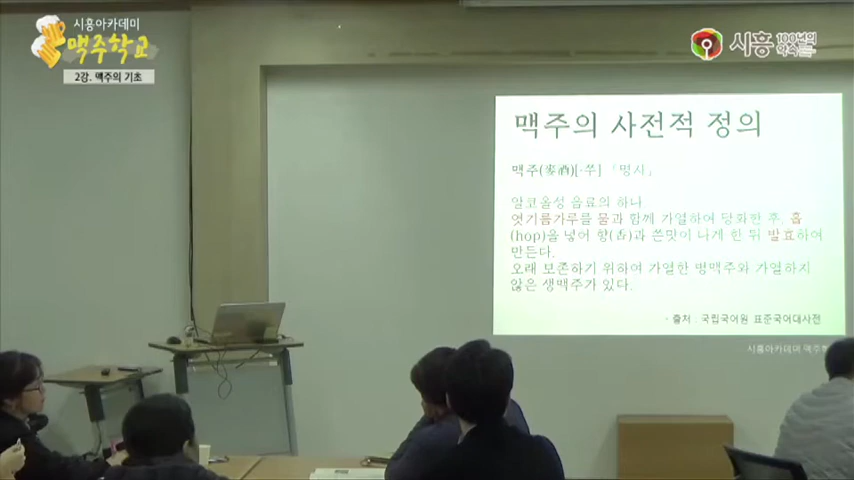 시흥아카데미
맥주학교
2강. 맥주의 기초
시흥 100년의 약속
맥주의 사전적 정의
맥주(麥酒)[-쭈] 「명사」
알코올성 음료의 하나
엿기름가루를 물과 함께 가열하여 당화한 후, 홉
(hop)을 넣어 향(香)과 쓴맛이 나게 한 뒤 발효하여
만든다.
오래 보존하기 위하여 가열한 병맥주와 가열하지
않은 생맥주가 있다.
- 출처 : 국립국어원 표준국어대사전
시흥아카데미 맥주